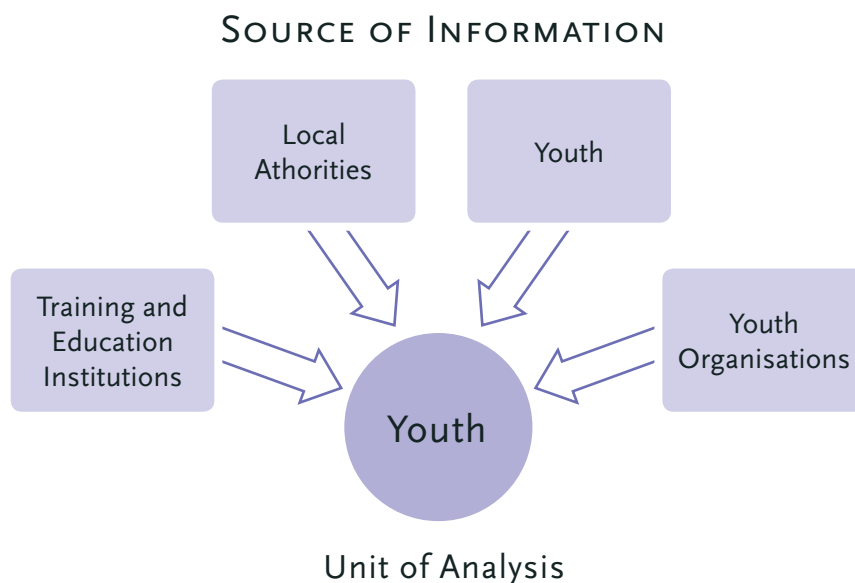 Source of Information
Local
Athorities
Youth
Training and
Education
Institutions
Youth
Organisations
Youth
Unit of Analysis